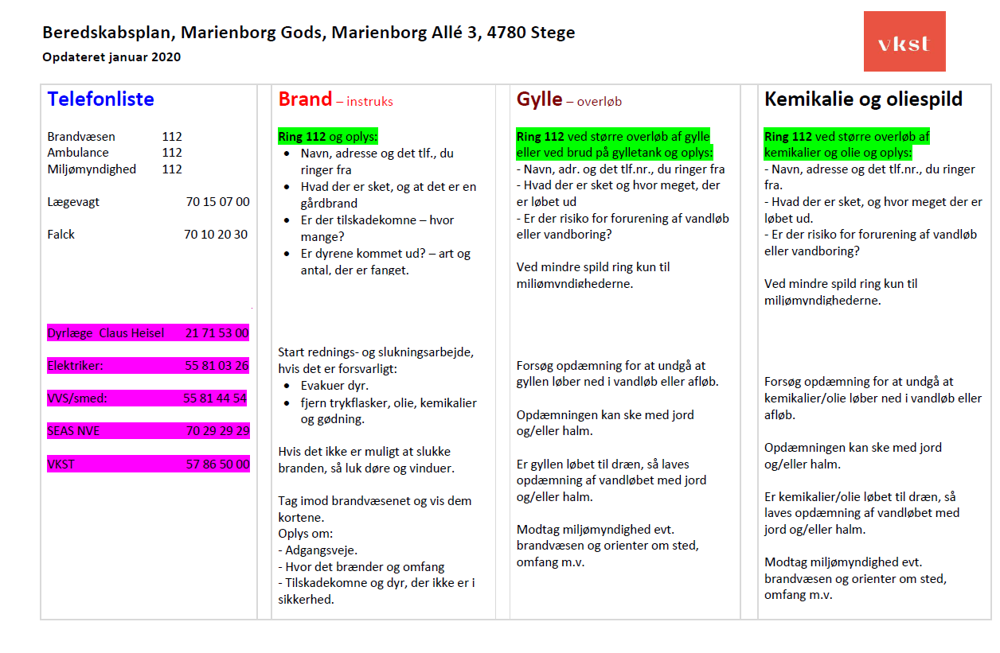 Beredskabsplan, Marienborg Gods, Marienborg Allé 3, 4780 Stege
Opdateret januar 2020
vkst
Telefonliste
Brandvæsen 112
Ambulance 112
Miljømyndighed 112
Lægevagt 70 15 07 00
Falck 70 10 20 30
Dyrlæge Claus Heisel 21 71 53 00
Elektriker: 55 81 03 26
VVS/smed: 55 81 44 54
SEAS NVE 70 29 29 29
VKST 57 86 50 00
Brand – instruks
Ring 112 og oplys:
• Navn, adresse og det tlf., du
ringer fra
• Hvad der er sket, og at det er en
gårdbrand
• Er der tilskadekomne – hvor
mange?
• Er dyrene kommet ud? – art og
antal, der er fanget.
Start rednings- og slukningsarbejde,
hvis det er forsvarligt:
• Evakuer dyr.
• fjern trykflasker, olie, kemikalier
og gødning.
Hvis det ikke er muligt at slukke
branden, så luk døre og vinduer.
Tag imod brandvæsenet og vis dem
kortene.
Oplys om:
- Adgangsveje.
- Hvor det brænder og omfang
- Tilskadekomne og dyr, der ikke er i
sikkerhed.
Gylle – overløb
Ring 112 ved større overløb af gylle
eller ved brud på gylletank og oplys:
- Navn, adr. og det tlf.nr., du ringer fra
- Hvad der er sket og hvor meget, der
er løbet ud
- Er der risiko for forurening af vandløb
eller vandboring?
Ved mindre spild ring kun til
miljømyndighederne.
Forsøg opdæmning for at undgå at
gyllen løber ned i vandløb eller afløb.
Opdæmningen kan ske med jord
og/eller halm.
Er gyllen løbet til dræn, så laves
opdæmning af vandløbet med jord
og/eller halm.
Modtag miljømyndighed evt.
brandvæsen og orienter om sted,
omfang m.v.
Kemikalie og oliespild
Ring 112 ved større overløb af
kemikalier og olie og oplys:
- Navn, adresse og det tlf.nr., du ringer
fra.
- Hvad der er sket, og hvor meget der er
løbet ud.
- Er der risiko for forurening af vandløb
eller vandboring?
Ved mindre spild ring kun til
miljømyndighederne.
Forsøg opdæmning for at undgå at
kemikalier/olie løber ned i vandløb eller
afløb.
Opdæmningen kan ske med jord
og/eller halm.
Er kemikalier/olie løbet til dræn, så
laves opdæmning af vandløbet med
jord og/eller halm.
Modtag miljømyndighed evt.
brandvæsen og orienter om sted,
omfang m.v.